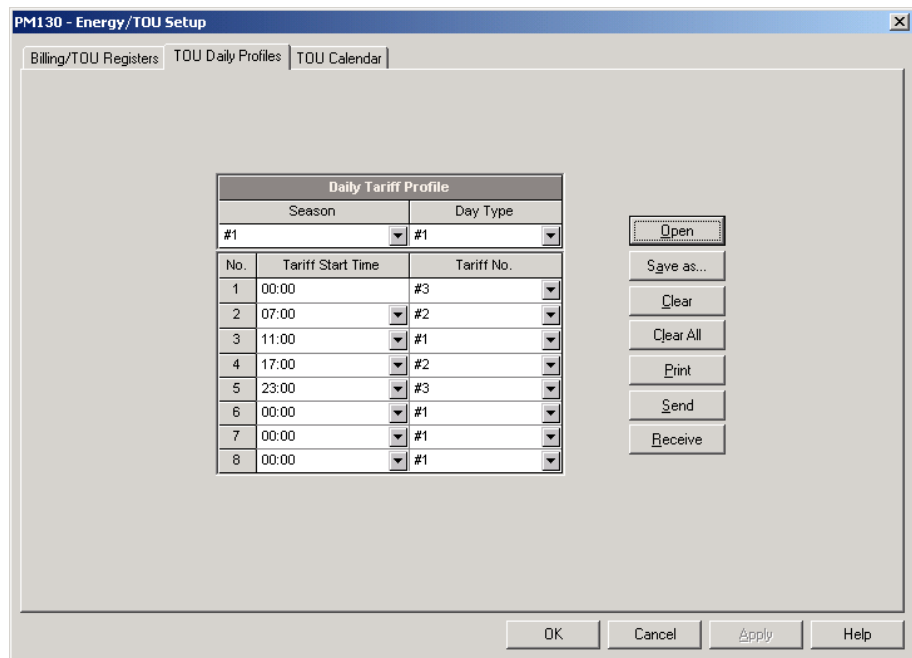 PM130 - Energy/TOU Setup
Billing/TOU Registers TOU Daily Profiles TOU Calendar
Daily Tariff Profile
Season Day Type
#1 #1
No. Tariff Start Time Tariff No.
1 00:00 #3
2 07:00 #2
3 11:00 #1
4 17:00 #2
5 23:00 #3
6 00:00 #1
7 00:00 #1
8 00:00 #1
Open
Save as...
Clear
Clear All
Print
Send
Receive
OK Cancel Apply Help